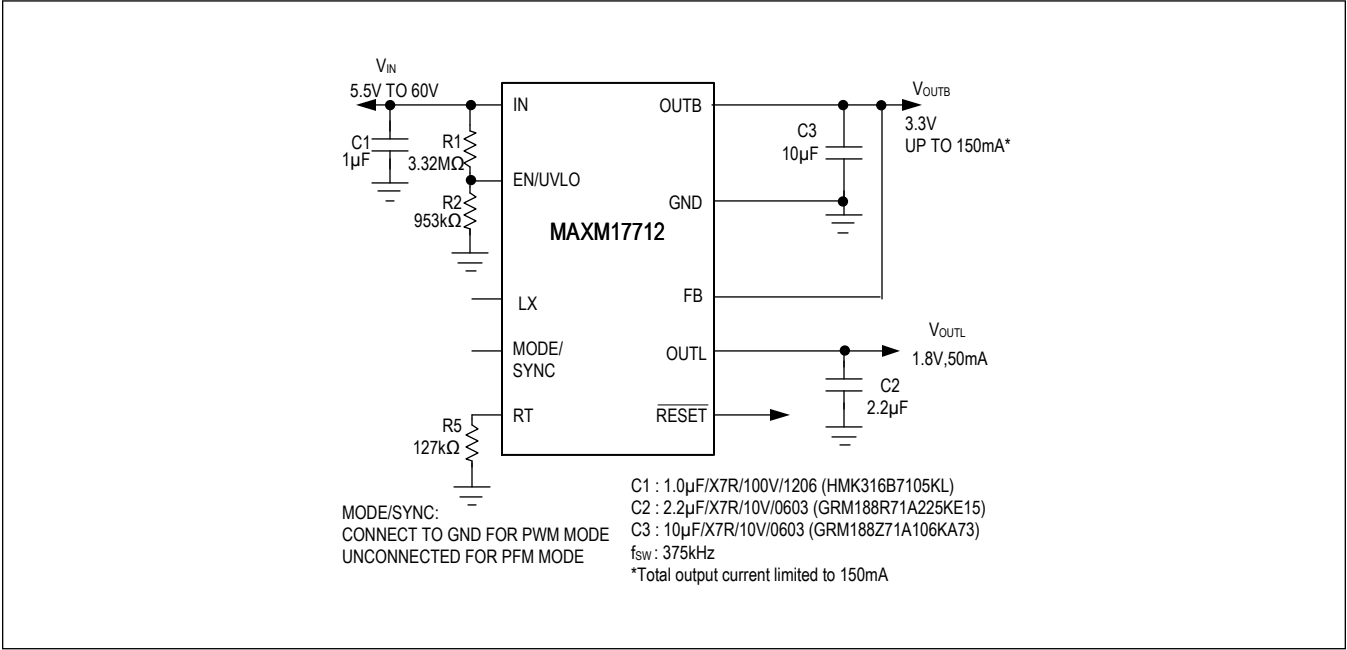 VIN
5.5V TO 60V
C1
1µF
R1
3.32MΩ
R2
953kΩ
IN
EN/UVLO
LX
MODE/
SYNC
RT
R5
127kΩ
MAXM17712
OUTB
GND
FB
OUTL
RESET
C3
10µF
VOUTB
3.3V
UP TO 150mA*
VOUTL
1.8V,50mA
C2
2.2µF
MODE/SYNC:
CONNECT TO GND FOR PWM MODE
UNCONNECTED FOR PFM MODE
C1 : 1.0µF/X7R/100V/1206 (HMK316B7105KL)
C2 : 2.2µF/X7R/10V/0603 (GRM188R71A225KE15)
C3 : 10µF/X7R/10V/0603 (GRM188Z71A106KA73)
fSW : 375kHz
*Total output current limited to 150mA